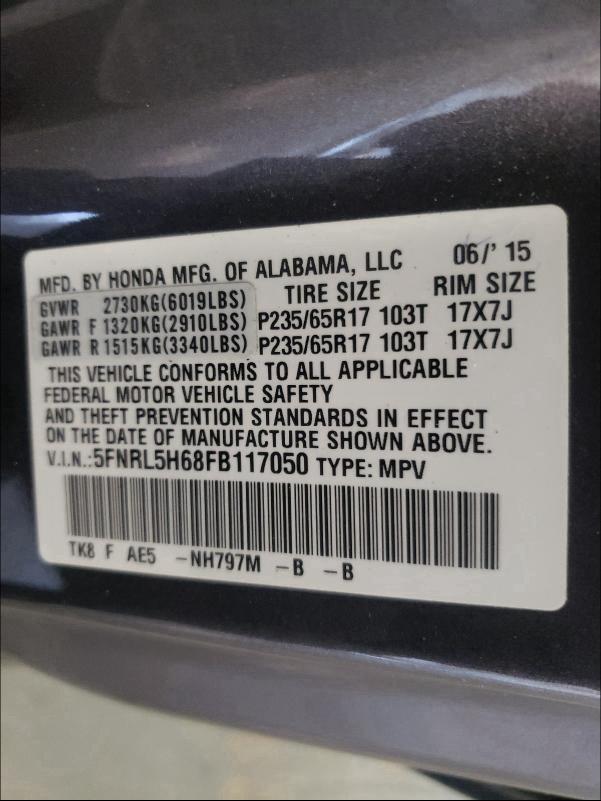 MFD. BY HONDA MFG. OF ALABAMA, LLC 06/' 15
GVWR 2730KG(6019LBS) TIRE SIZE RIM SIZE
GAWR F 1320KG(2910LBS) P235/65R17 103T 17X7J
GAWR R 1515KG(3340LBS) P235/65R17 103T 17X7J
THIS VEHICLE CONFORMS TO ALL APPLICABLE
FEDERAL MOTOR VEHICLE SAFETY
AND THEFT PREVENTION STANDARDS IN EFFECT
ON THE DATE OF MANUFACTURE SHOWN ABOVE.
V.I.N.:5FNRL5H68FB117050 TYPE: MPV
TK8 F AE5 -NH797M -B -B